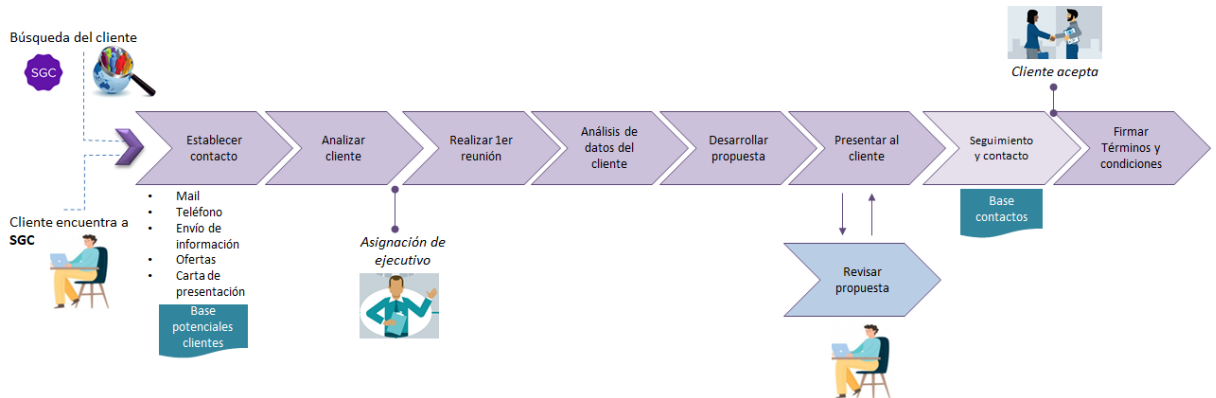 Búsqueda del cliente
SGC
Cliente encuentra a
SGC
Establecer
contacto
• Mail
• Teléfono
• Envío de
información
• Ofertas
• Carta de
presentación
Base
potenciales
clientes
Analizar
cliente
Asignación de
ejecutivo
Realizar 1er
reunión
Análisis de
datos del
cliente
Desarrollar
propuesta
Presentar al
cliente
Revisar
propuesta
Seguimiento
y contacto
Base
contactos
Cliente acepta
Firmar
Términos y
condiciones